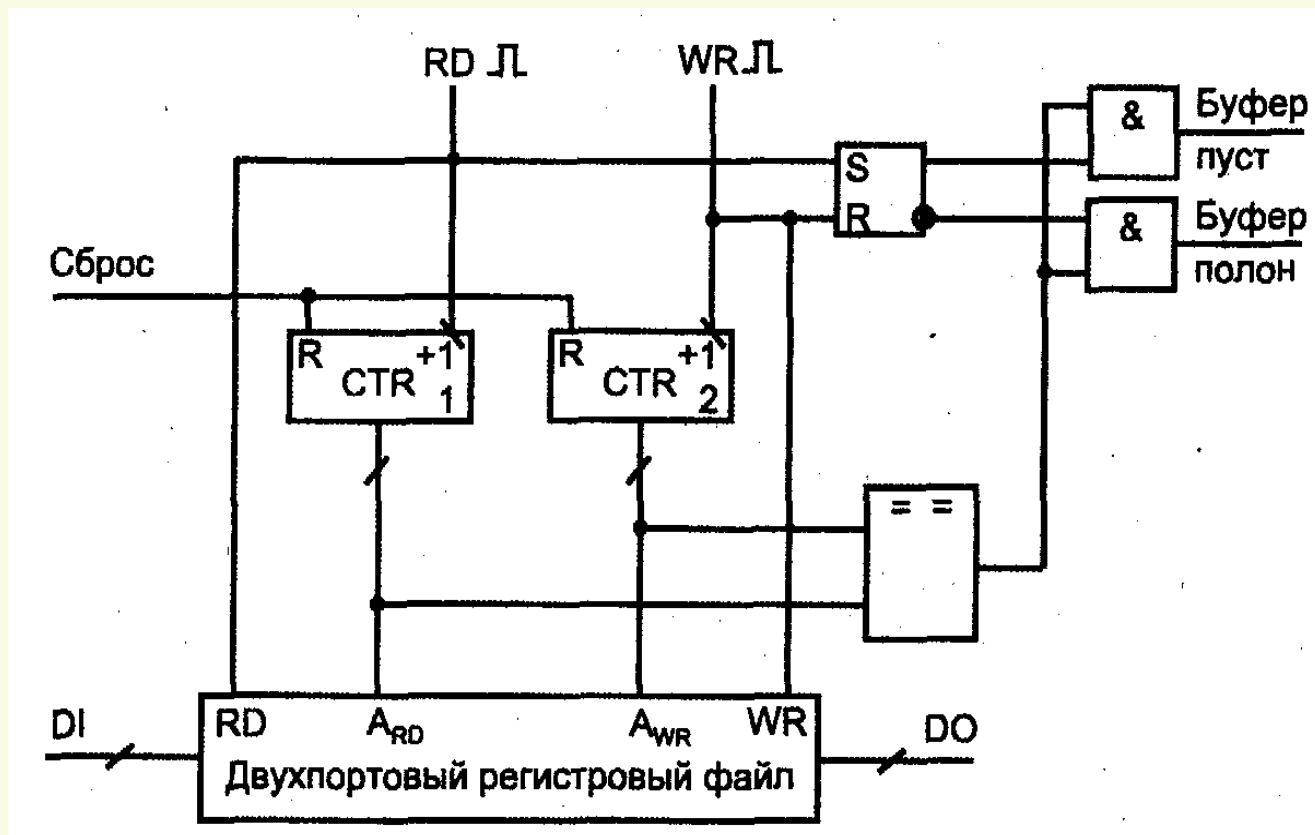 RD
WR
&
Буфер
пуст
S
R
&
Буфер
полон
Сброс
R +1
CTR
1
R +1
CTR
2
= =
DI
RD
A_RD
A_WR
WR
DO
Двухпортовый регистровый файл